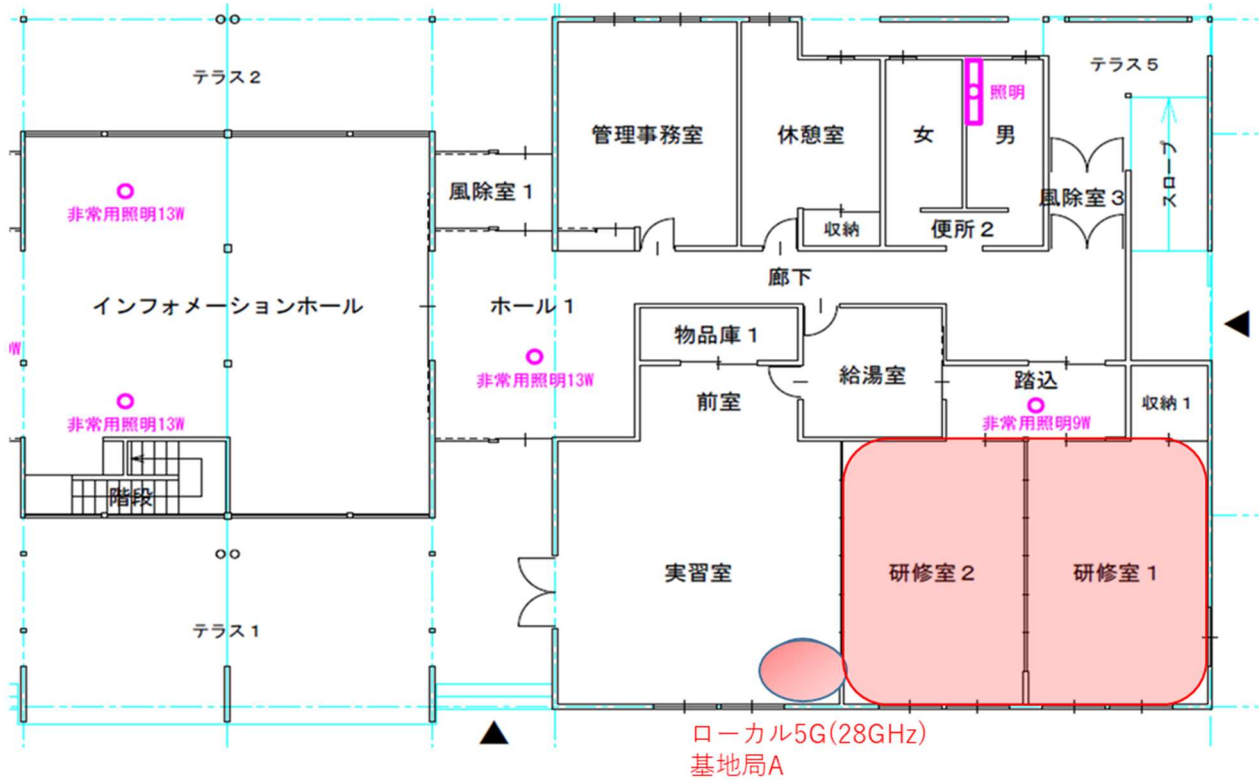 テラス2
テラス5
照明
管理事務室
休憩室
女
男
スロープ
風除室1
風除室3
非常用照明13W
収納
便所2
廊下
インフォメーションホール
ホール1
物品庫1
W
非常用照明13W
給湯室
踏込
前室
収納1
非常用照明13W
非常用照明9W
階段
実習室
研修室2
研修室1
テラス1
ローカル5G(28GHz)
基地局A